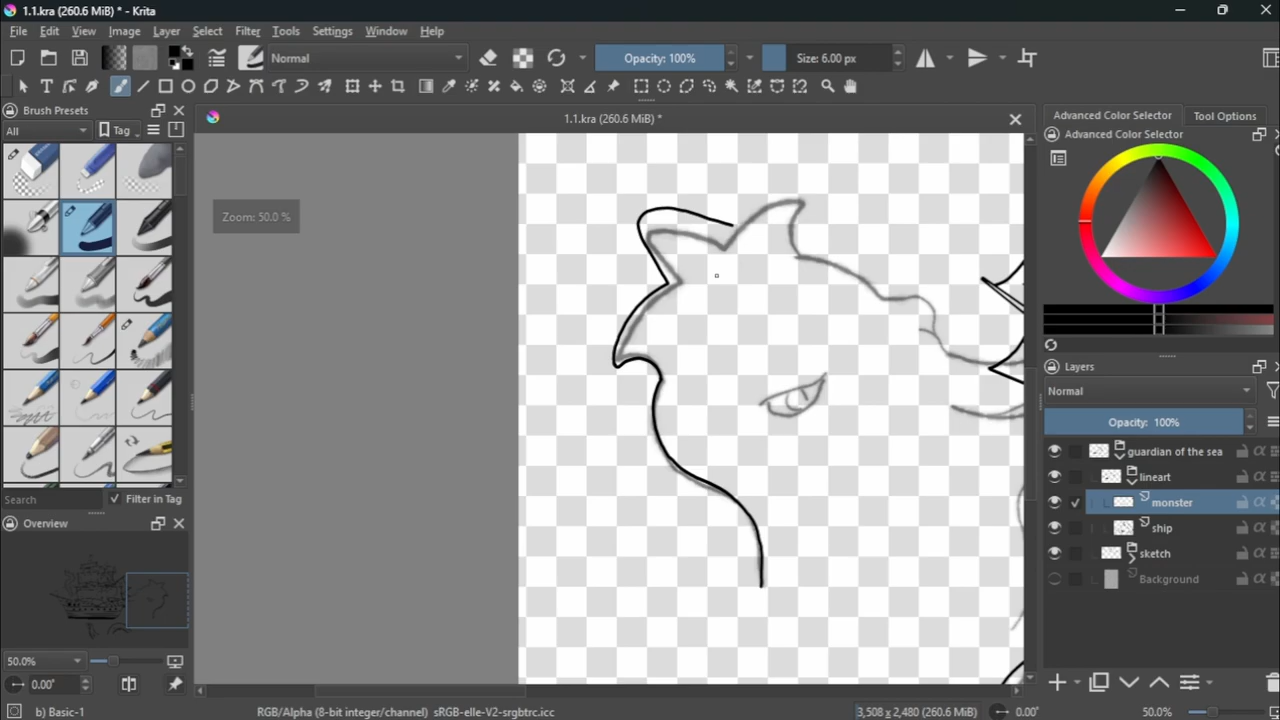 1.1.kra (260.6 MiB) * - Krita
File Edit View Image Layer Select Filter Tools Settings Window Help
Normal Opacity: 100% Size: 6.00 px
Brush Presets
1.1.kra (260.6 MiB) *
Advanced Color Selector Tool Options
All Tag
Advanced Color Selector
Zoom: 50.0 %
Layers
Normal
Opacity: 100%
guardian of the sea
lineart
Search Filter in Tag
monster
Overview
ship
sketch
Background
50.0%
0.00°
b) Basic-1 RGB/Alpha (8-bit integer/channel) sRGB-elle-V2-srgbtrc.icc 3,508 x 2,480 (260.6 MiB) 0.00° 50.0%